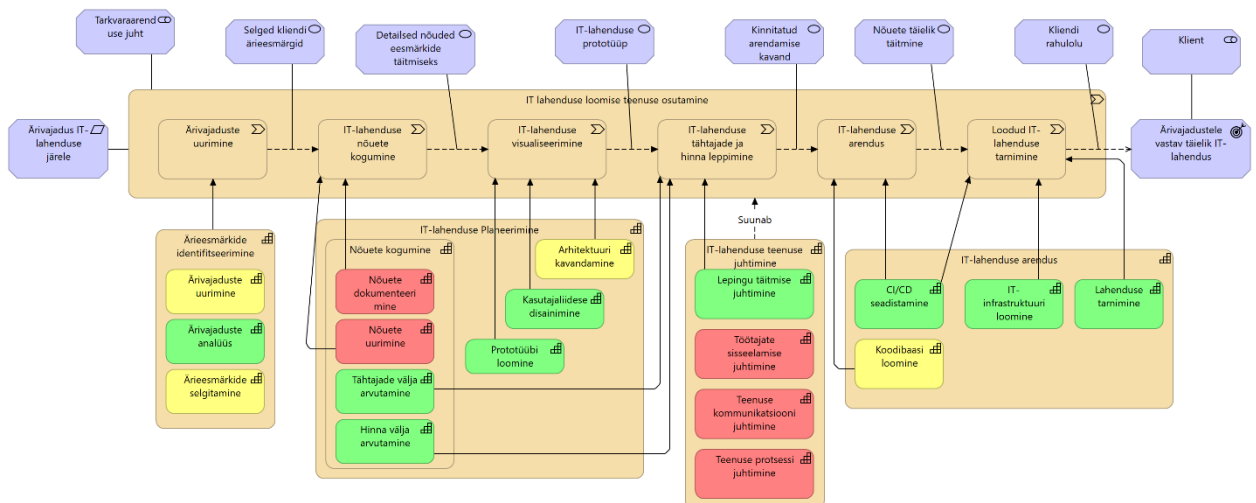 Tarkvaraarend
use juht
Selged kliendi
ärieesmärgid
Detailsed nõuded
eesmärkide
täitmiseks
IT-lahenduse
prototüüp
Kinnitatud
arendamise
kavand
Nõuete täielik
täitmine
Kliendi
rahulolu
Klient
IT lahenduse loomise teenuse osutamine
Ärivajadus IT-
lahenduse
järele
Ärivajaduste
uurimine
IT-lahenduse
nõuete
kogumine
IT-lahenduse
visualiseerimine
IT-lahenduse
tähtajade ja
hinna leppimine
IT-lahenduse
arendus
Loodud IT-
lahenduse
tarnimine
Ärivajadustele
vastav täielik IT-
lahendus
Suunab
Ärieesmärkide
identifitseerimine
Ärivajaduste
uurimine
Ärivajaduste
analüüs
Ärieesmärkide
selgitamine
IT-lahenduse Planeerimine
Nõuete kogumine
Nõuete
dokumenteeri
mine
Nõuete
uurimine
Tähtajade välja
arvutamine
Hinna välja
arvutamine
Arhitektuuri
kavandamine
Kasutajaliidese
disainimine
Prototüübi
loomine
IT-lahenduse teenuse
juhtimine
Lepingu täitmise
juhtimine
Töötajate
sisseelamise
juhtimine
Teenuse
kommunikatsiooni
juhtimine
Teenuse protsessi
juhtimine
IT-lahenduse arendus
CI/CD
seadistamine
IT-
infrastruktuuri
loomine
Lahenduse
tarnimine
Koodibaasi
loomine